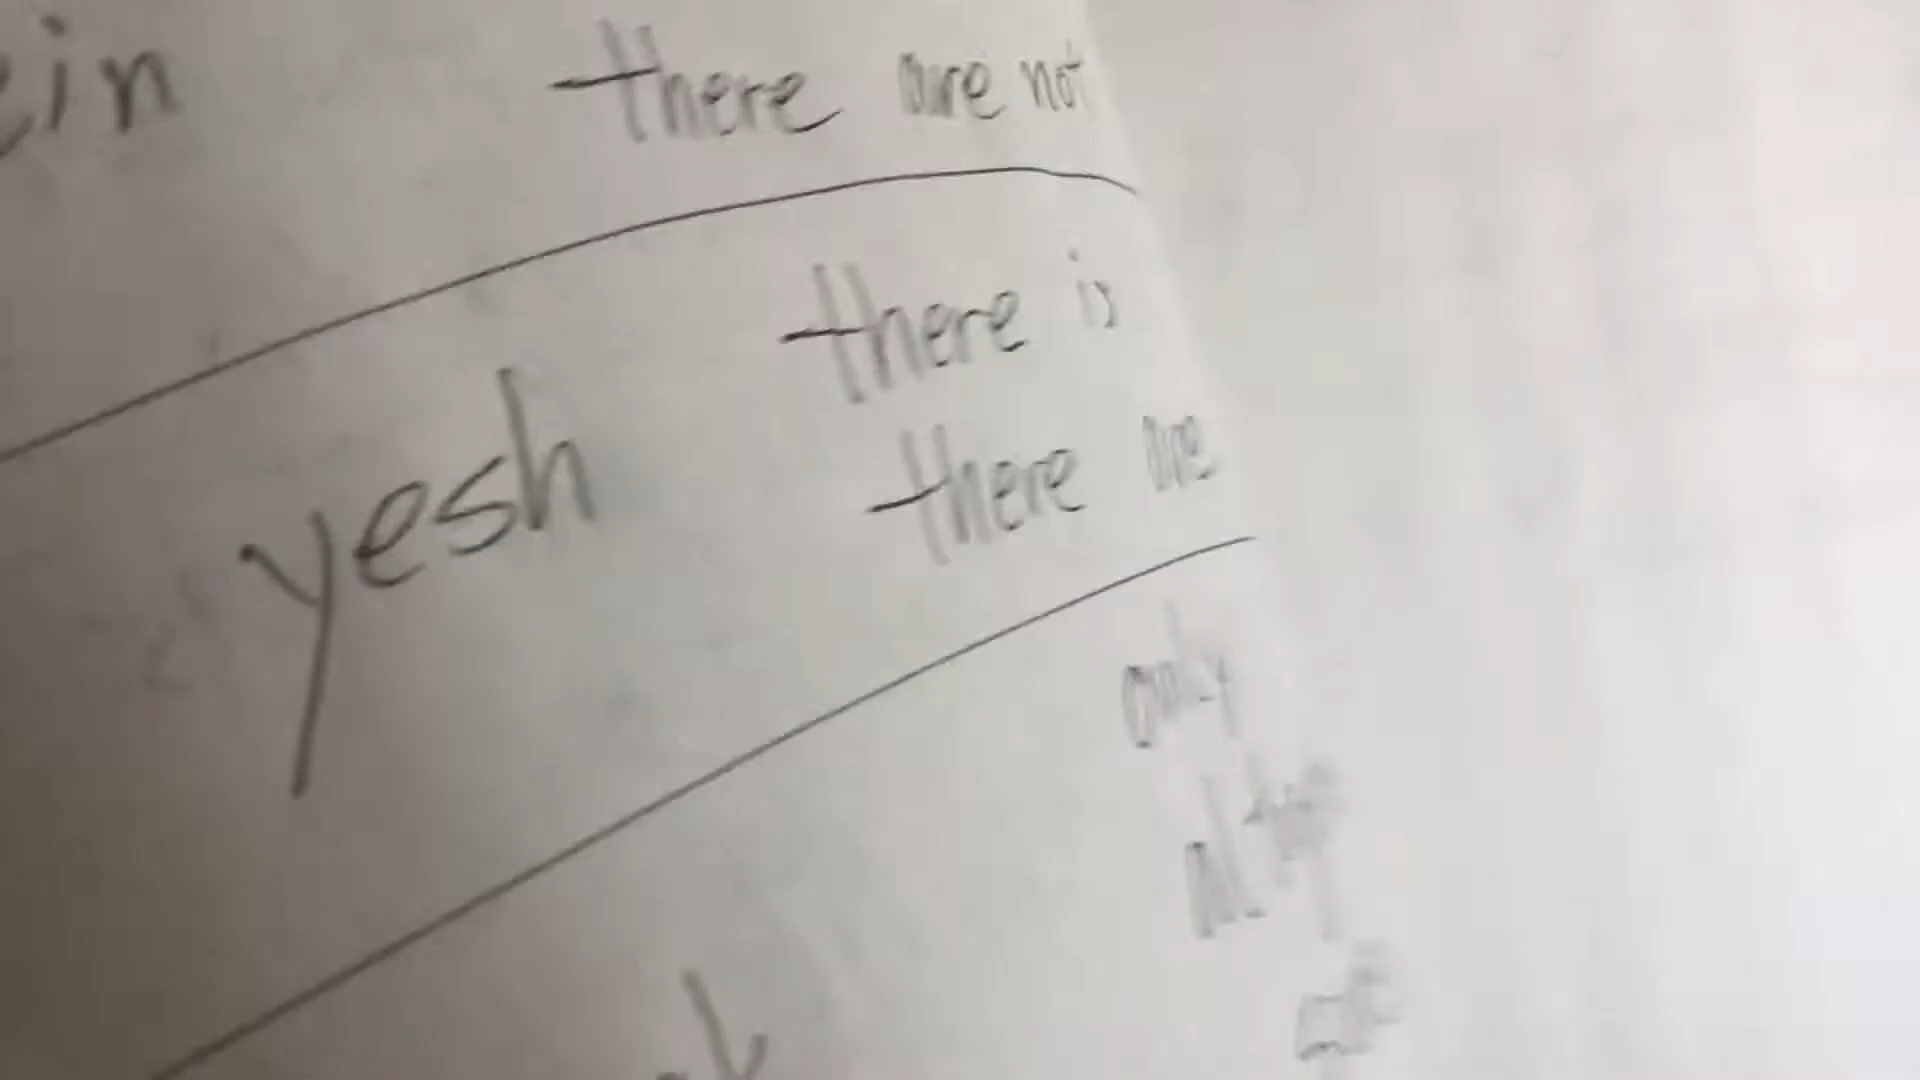 ein there are not
yesh there is
there are
only